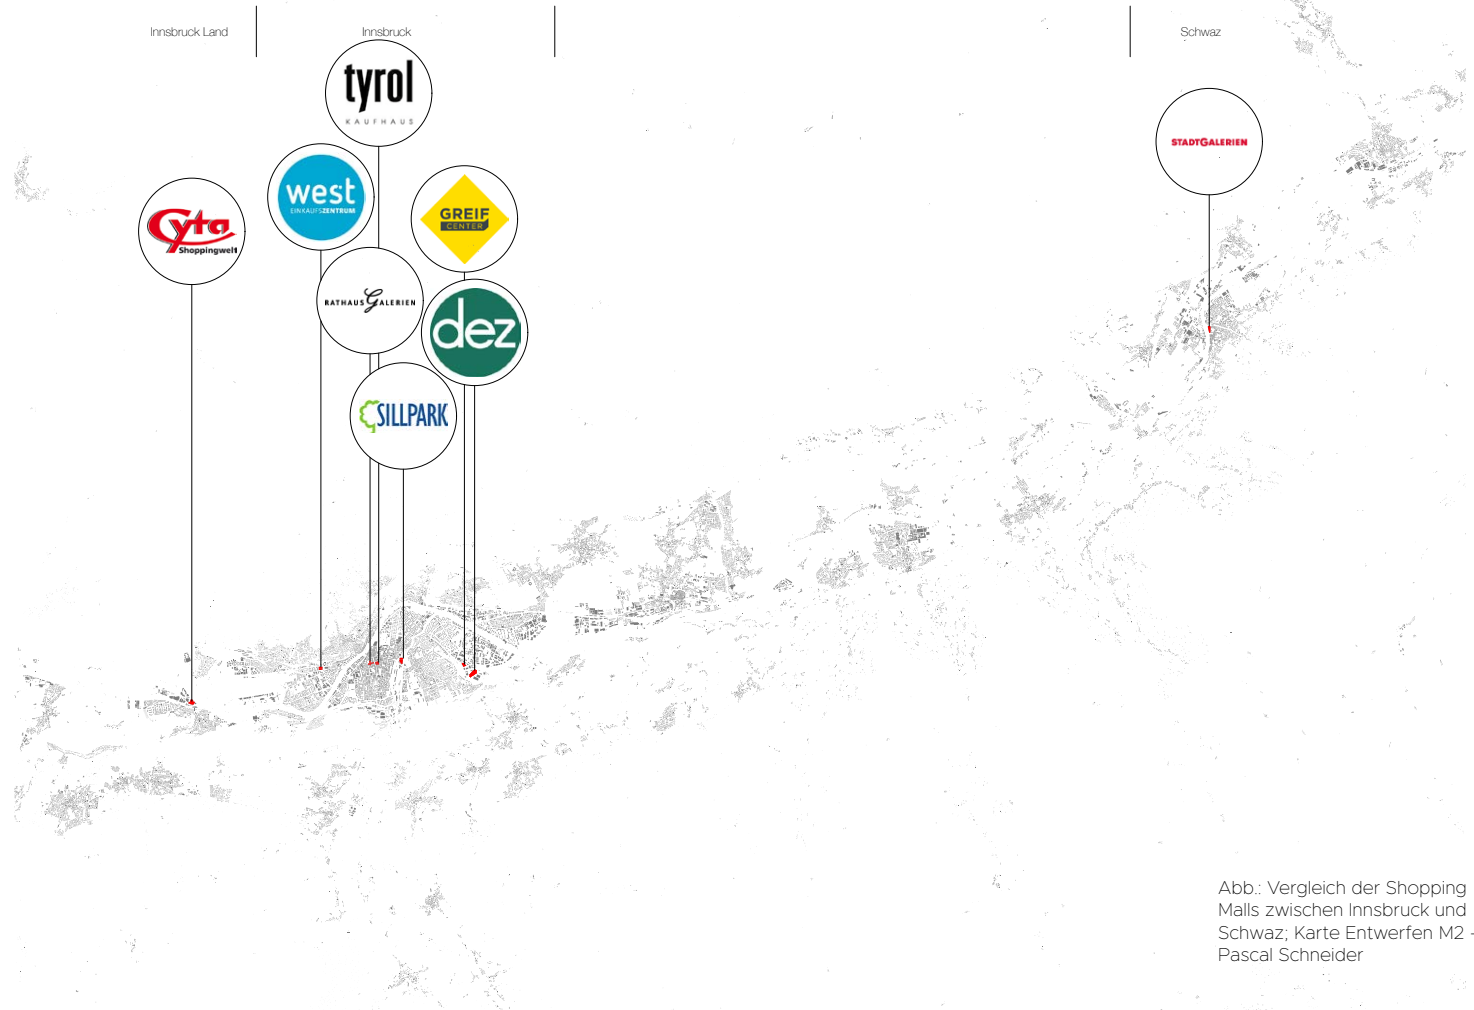 Innsbruck Land
Innsbruck
Schwaz
tyrol
KAUFHAUS
STADTGALERIEN
west
EINKAUFSZENTRUM
GREIF
CENTER
Cyta
Shoppingwelt
RATHAUSGALERIEN
dez
SILLPARK
Abb.: Vergleich der Shopping
Malls zwischen Innsbruck und
Schwaz; Karte Entwerfen M2 -
Pascal Schneider